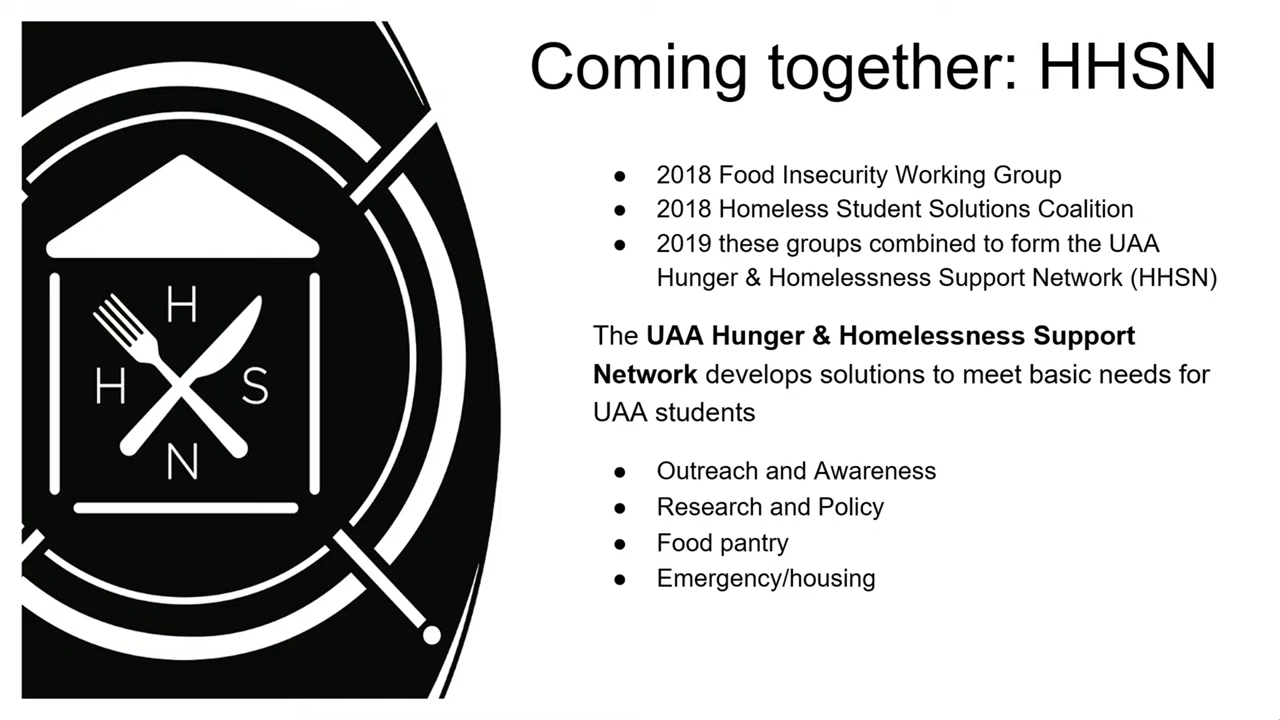 Coming together: HHSN
● 2018 Food Insecurity Working Group
● 2018 Homeless Student Solutions Coalition
● 2019 these groups combined to form the UAA
Hunger & Homelessness Support Network (HHSN)
The UAA Hunger & Homelessness Support
Network develops solutions to meet basic needs for
UAA students
● Outreach and Awareness
● Research and Policy
● Food pantry
● Emergency/housing
H
H S
N